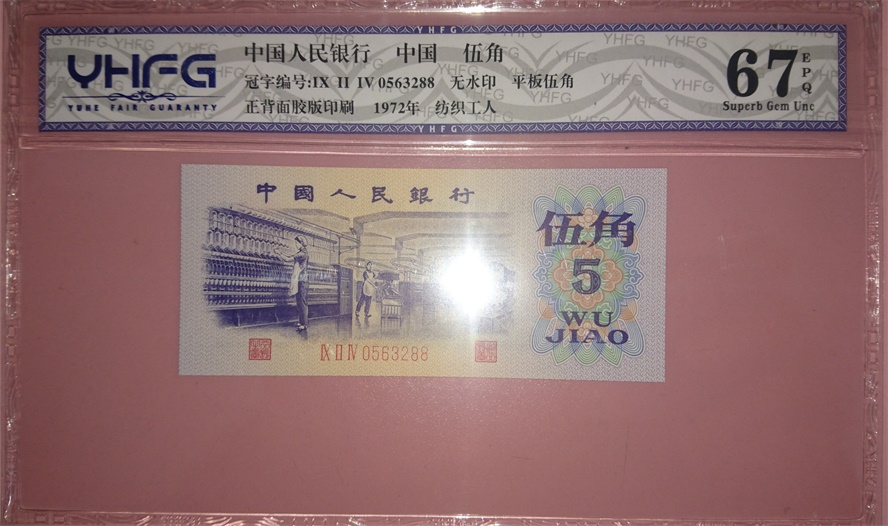 YHFG
YUHE FAIR GUARANTY
中国人民银行 中国 伍角
冠字编号:IX II IV 0563288 无水印 平板伍角
正背面胶版印刷 1972年 纺织工人
67 EPQ
Superb Gem Unc
YHFG
中國人民銀行
伍角
5
WU
JIAO
IX II IV 0563288